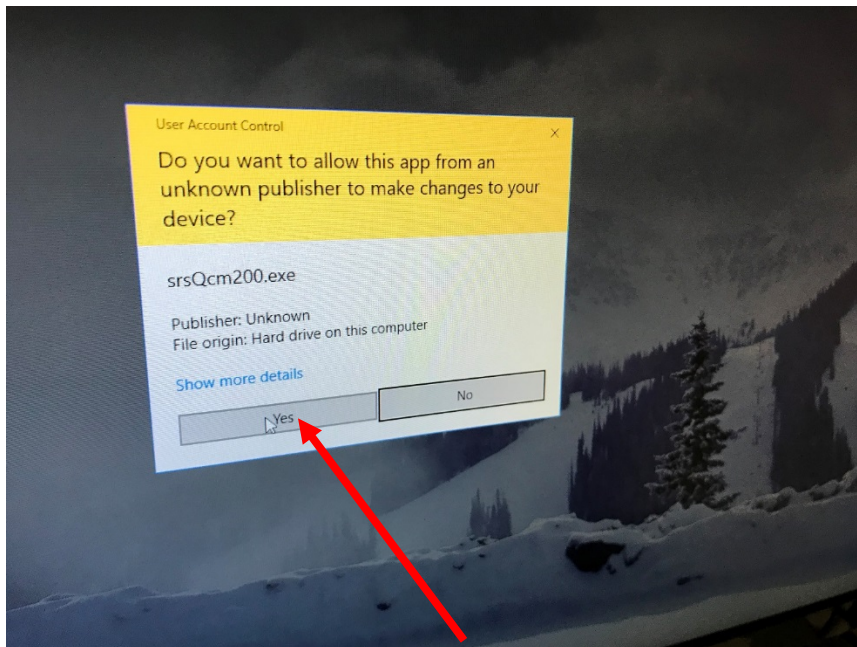 User Account Control
Do you want to allow this app from an
unknown publisher to make changes to your
device?
srsQcm200.exe
Publisher: Unknown
File origin: Hard drive on this computer
Show more details
Yes
No